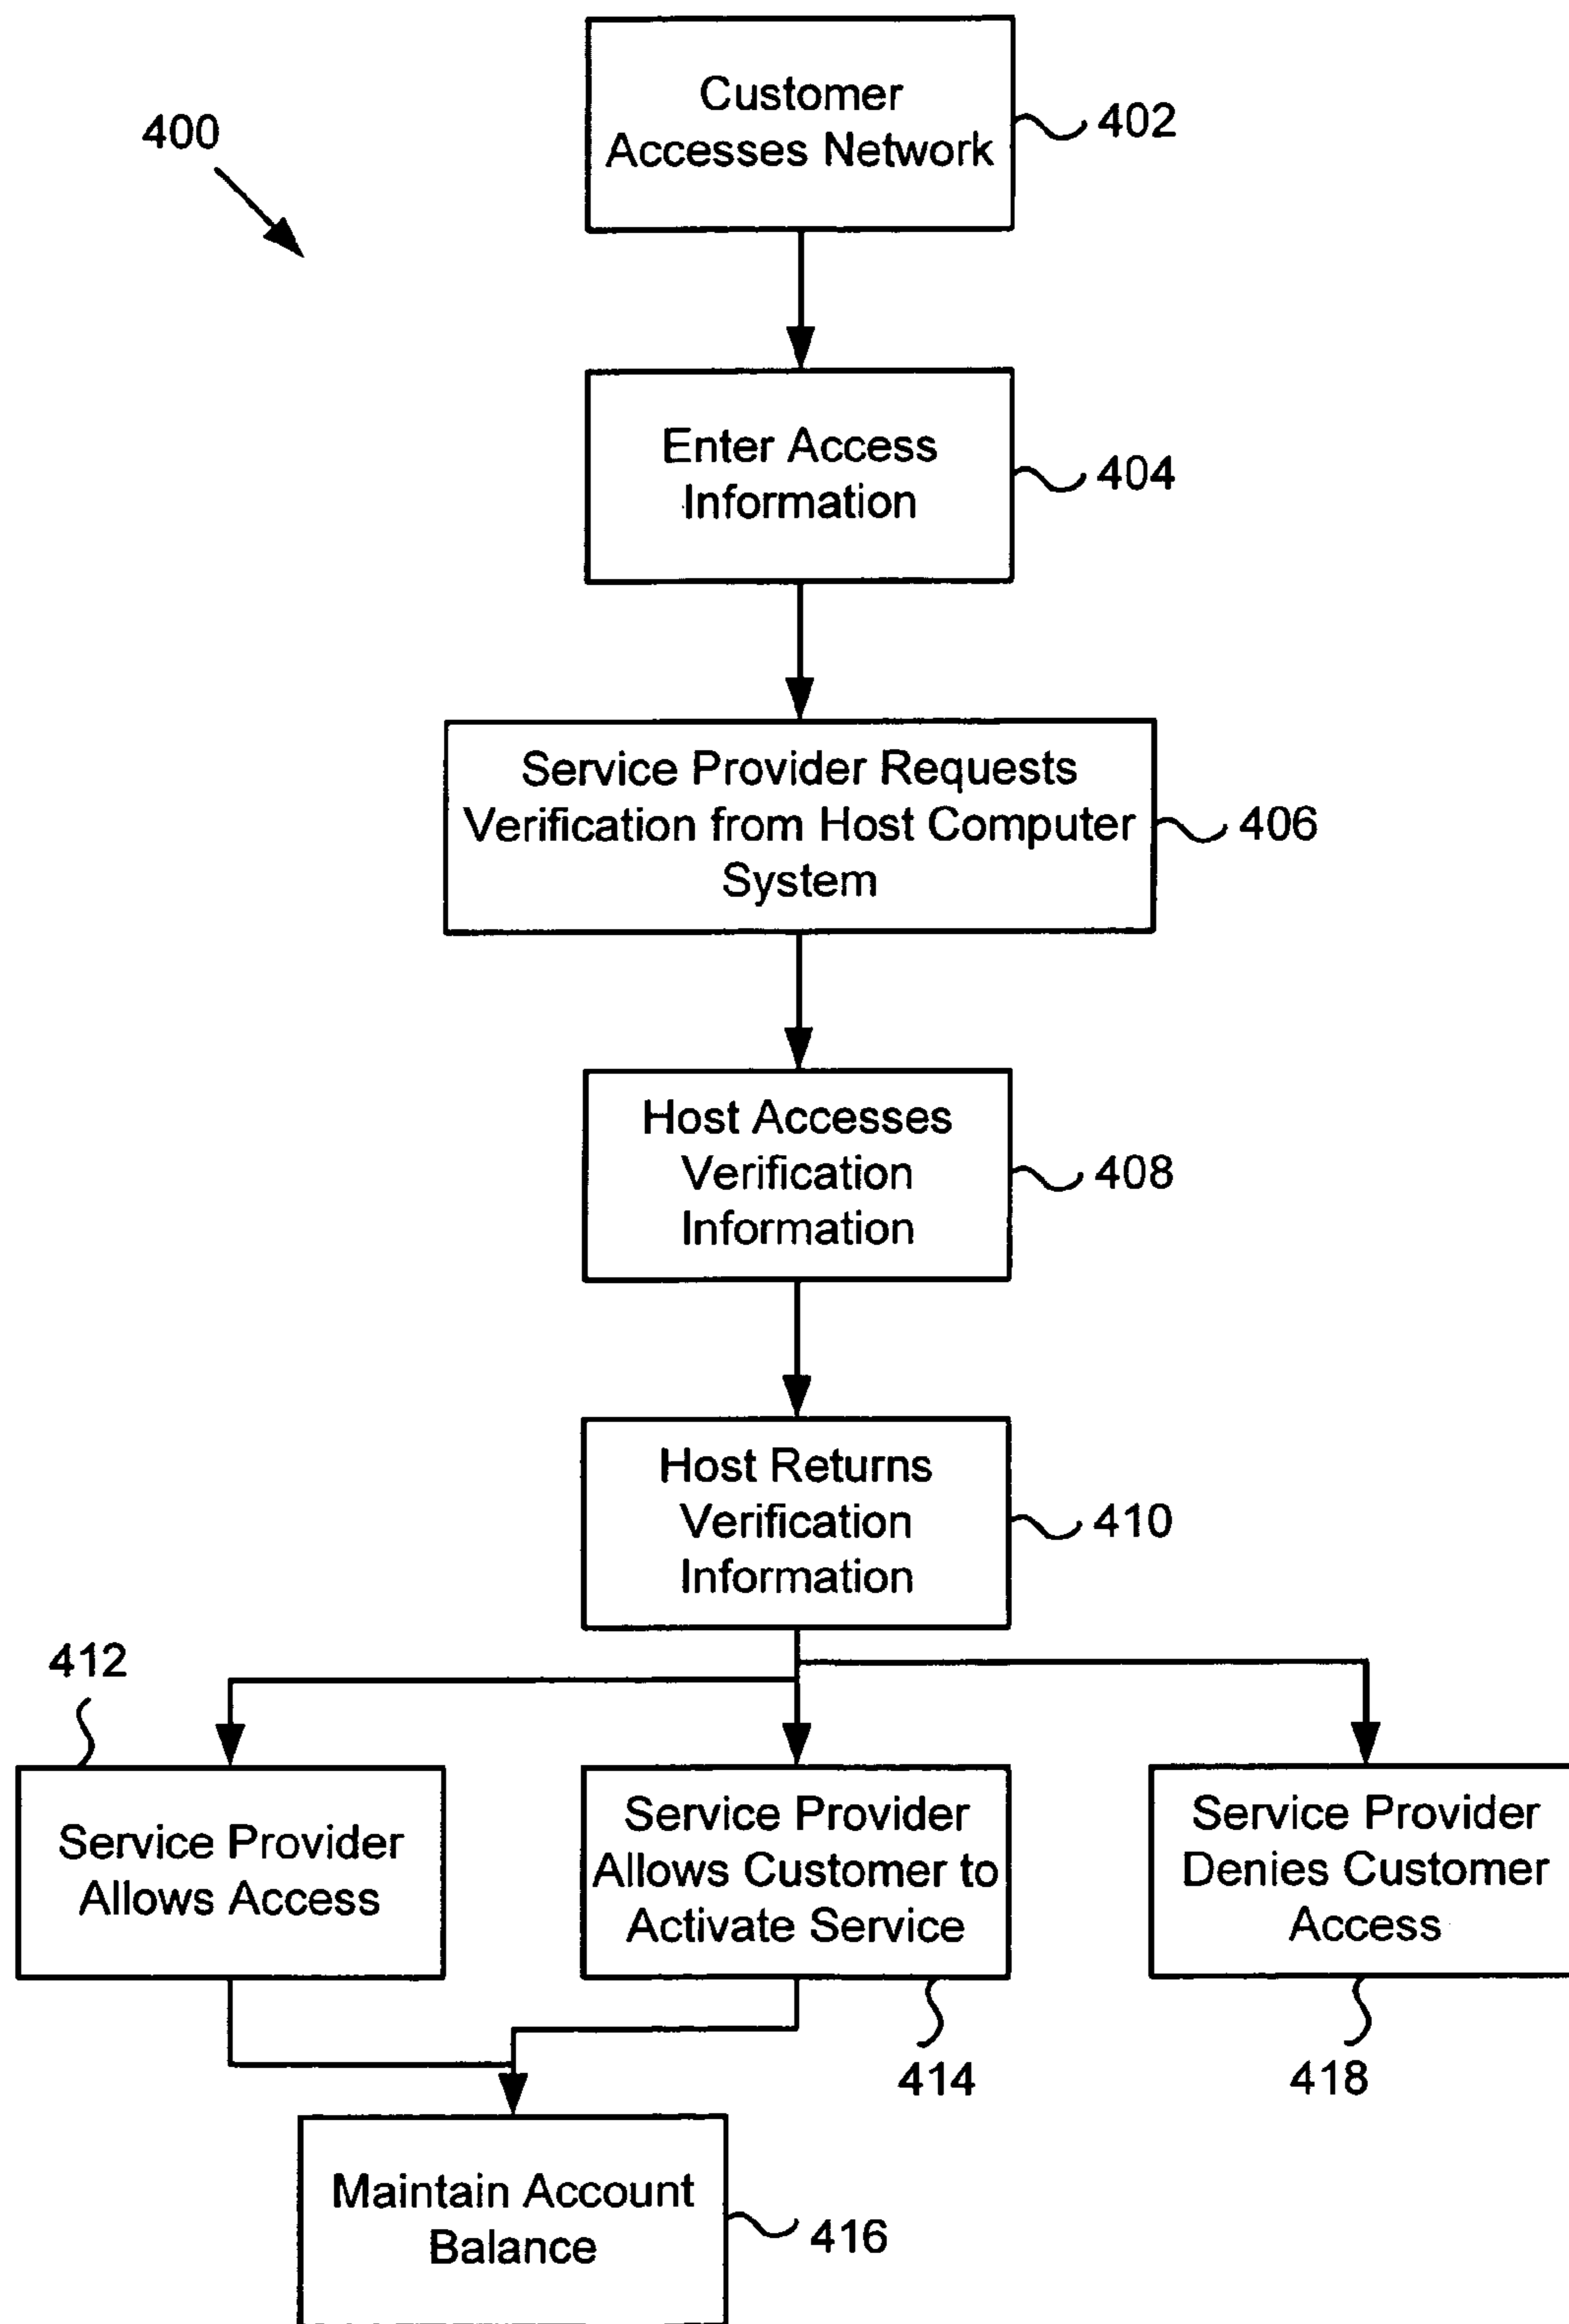 400
Customer
Accesses Network
402
Enter Access
Information
404
Service Provider Requests
Verification from Host Computer
System
406
Host Accesses
Verification
Information
408
Host Returns
Verification
Information
410
412
Service Provider
Allows Access
Service Provider
Allows Customer to
Activate Service
Service Provider
Denies Customer
Access
414
418
Maintain Account
Balance
416